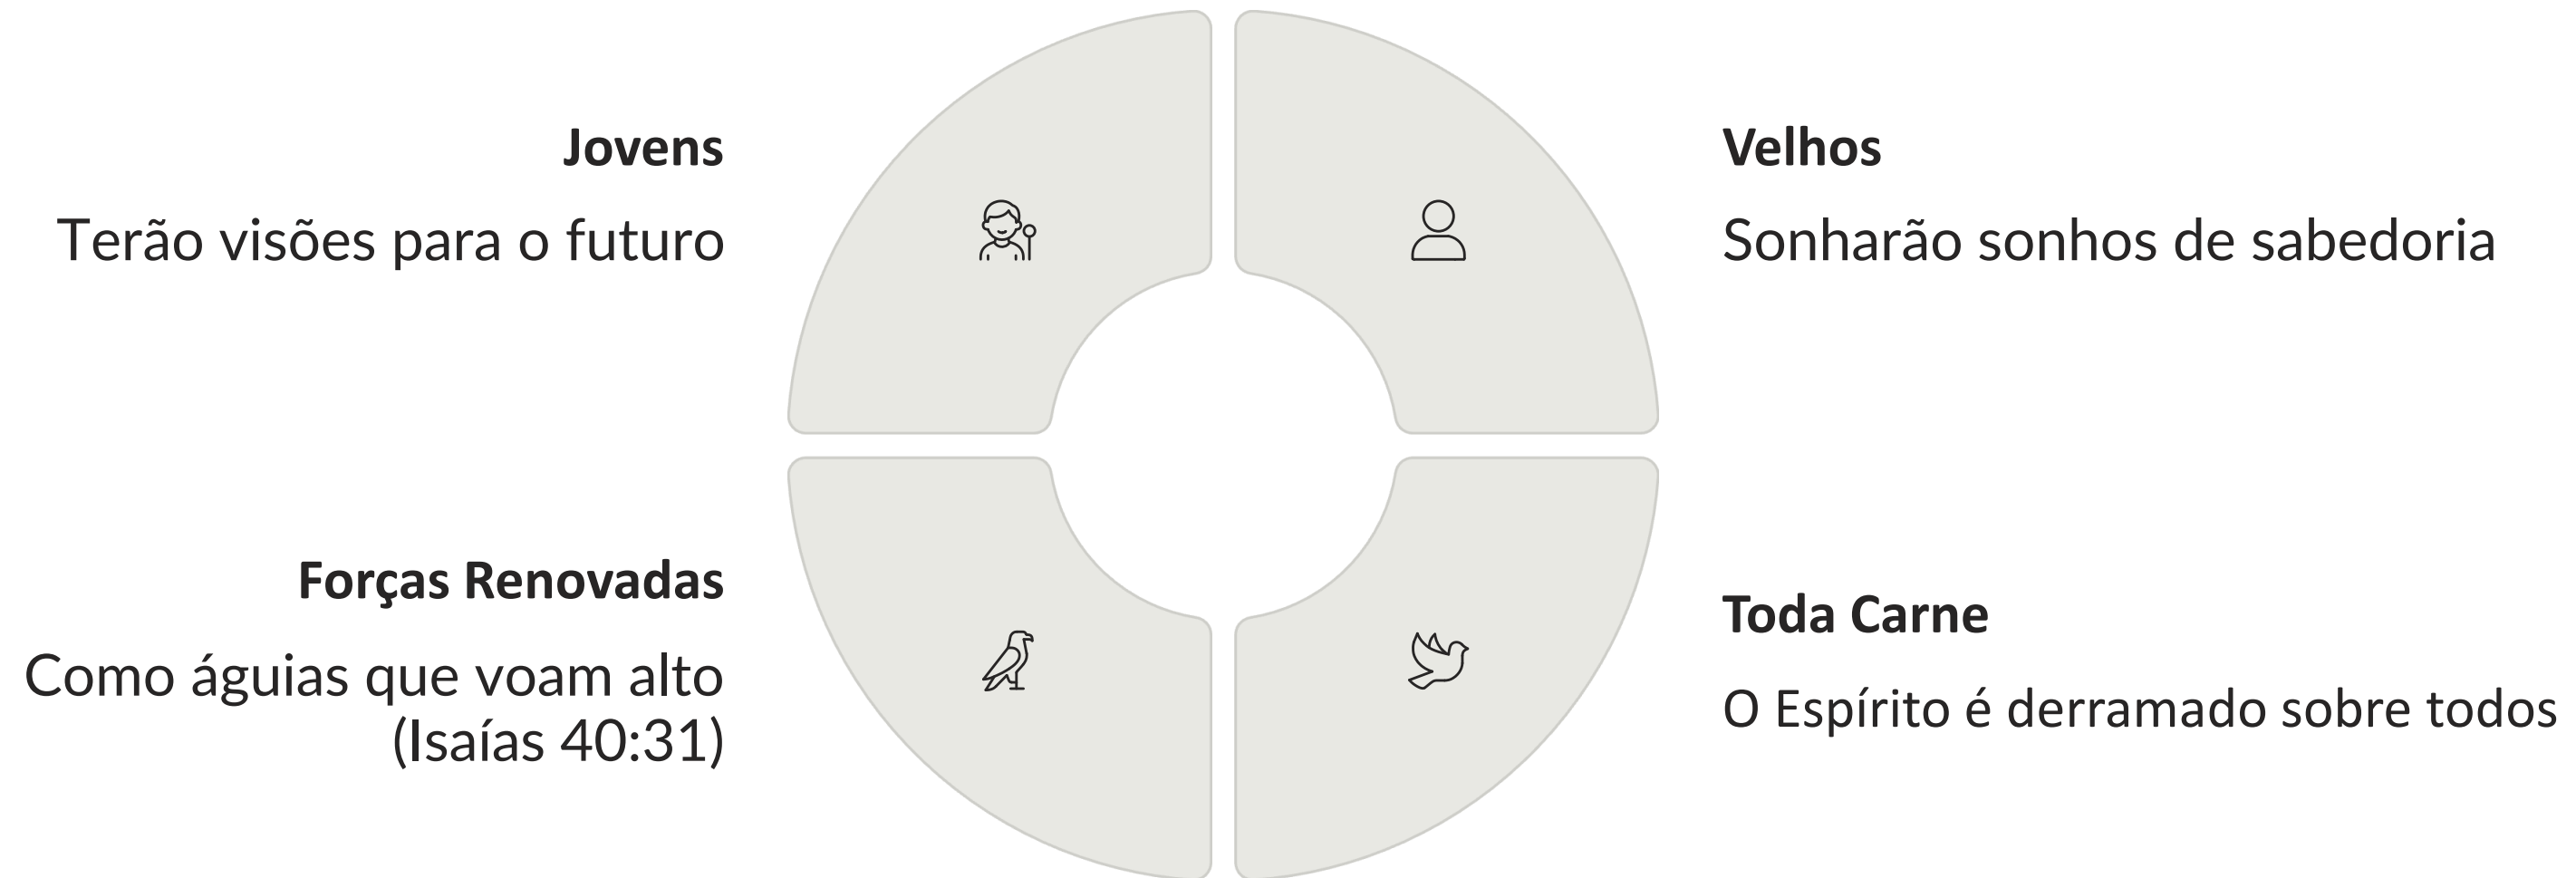 Jovens
Terão visões para o futuro
Velhos
Sonharão sonhos de sabedoria
Forças Renovadas
Como águias que voam alto
(Isaías 40:31)
Toda Carne
O Espírito é derramado sobre todos